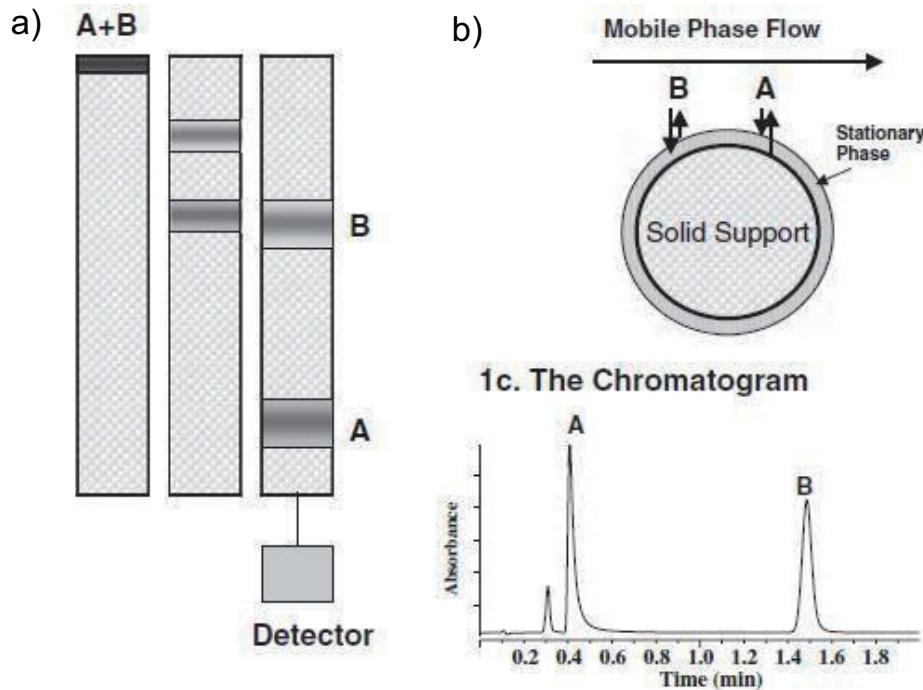 a)
A+B
B
A
Detector
b)
Mobile Phase Flow
B A
Stationary
Phase
Solid Support
1c. The Chromatogram
A
B
Absorbance
0.2 0.4 0.6 0.8 1.0 1.2 1.4 1.6 1.8
Time (min)